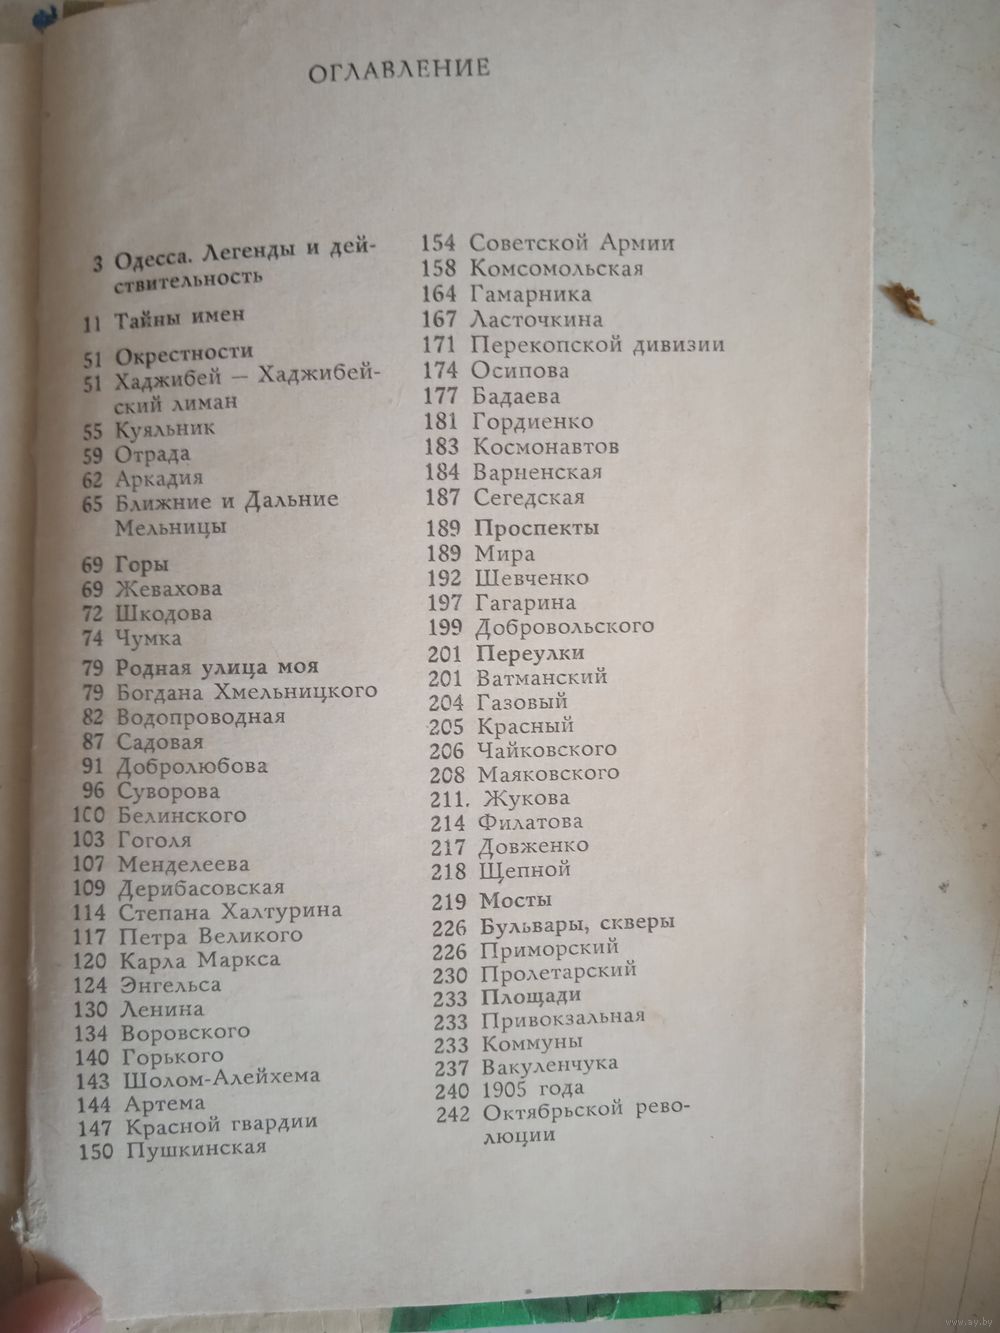 ОГЛАВЛЕНИЕ
3 Одесса. Легенды и дей-
ствительность
11 Тайны имен
51 Окрестности
51 Хаджибей — Хаджибей-
ский лиман
55 Куяльник
59 Отрада
62 Аркадия
65 Ближние и Дальние
Мельницы
69 Горы
69 Жевахова
72 Шкодова
74 Чумка
79 Родная улица моя
79 Богдана Хмельницкого
82 Водопроводная
87 Садовая
91 Добролюбова
96 Суворова
100 Белинского
103 Гоголя
107 Менделеева
109 Дерибасовская
114 Степана Халтурина
117 Петра Великого
120 Карла Маркса
124 Энгельса
130 Ленина
134 Воровского
140 Горького
143 Шолом-Алейхема
144 Артема
147 Красной гвардии
150 Пушкинская
154 Советской Армии
158 Комсомольская
164 Гамарника
167 Ласточкина
171 Перекопской дивизии
174 Осипова
177 Бадаева
181 Гордиенко
183 Космонавтов
184 Варненская
187 Сегедская
189 Проспекты
189 Мира
192 Шевченко
197 Гагарина
199 Добровольского
201 Переулки
201 Ватманский
204 Газовый
205 Красный
206 Чайковского
208 Маяковского
211. Жукова
214 Филатова
217 Довженко
218 Щепной
219 Мосты
226 Бульвары, скверы
226 Приморский
230 Пролетарский
233 Площади
233 Привокзальная
233 Коммуны
237 Вакуленчука
240 1905 года
242 Октябрьской рево-
люции
www.ay.by